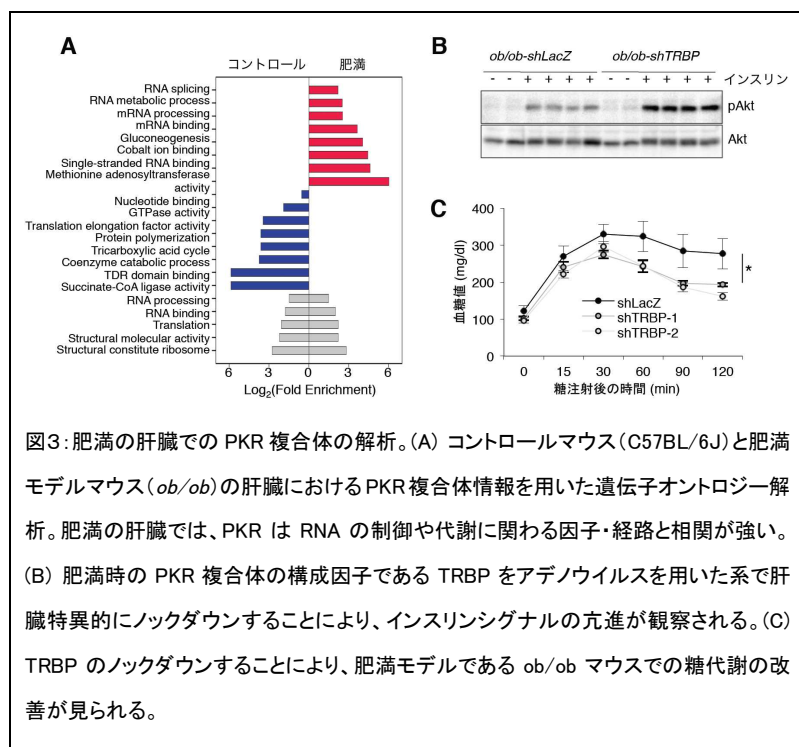 A
コントロール 肥満
RNA splicing
RNA metabolic process
mRNA processing
mRNA binding
Gluconeogenesis
Cobalt ion binding
Single-stranded RNA binding
Methionine adenosyltransferase
activity
Nucleotide binding
GTPase activity
Translation elongation factor activity
Protein polymerization
Tricarboxylic acid cycle
Coenzyme catabolic process
TDR domain binding
Succinate-CoA ligase activity
RNA processing
RNA binding
Translation
Structural molecular activity
Structural constitute ribosome
6 3 0 3 6
Log2(Fold Enrichment)
B
ob/ob-shLacZ ob/ob-shTRBP
- - + + + + - - + + + + インスリン
pAkt
Akt
C
400
300
200
100
血糖値 (mg/dl)
*
shLacZ
shTRBP-1
shTRBP-2
0 15 30 60 90 120
糖注射後の時間 (min)
図3:肥満の肝臓での PKR 複合体の解析。(A) コントロールマウス(C57BL/6J)と肥満
モデルマウス(ob/ob)の肝臓におけるPKR複合体情報を用いた遺伝子オントロジー解
析。肥満の肝臓では、PKR は RNA の制御や代謝に関わる因子・経路と相関が強い。
(B) 肥満時の PKR 複合体の構成因子である TRBP をアデノウイルスを用いた系で肝
臓特異的にノックダウンすることにより、インスリンシグナルの亢進が観察される。(C)
TRBP のノックダウンすることにより、肥満モデルである ob/ob マウスでの糖代謝の改
善が見られる。